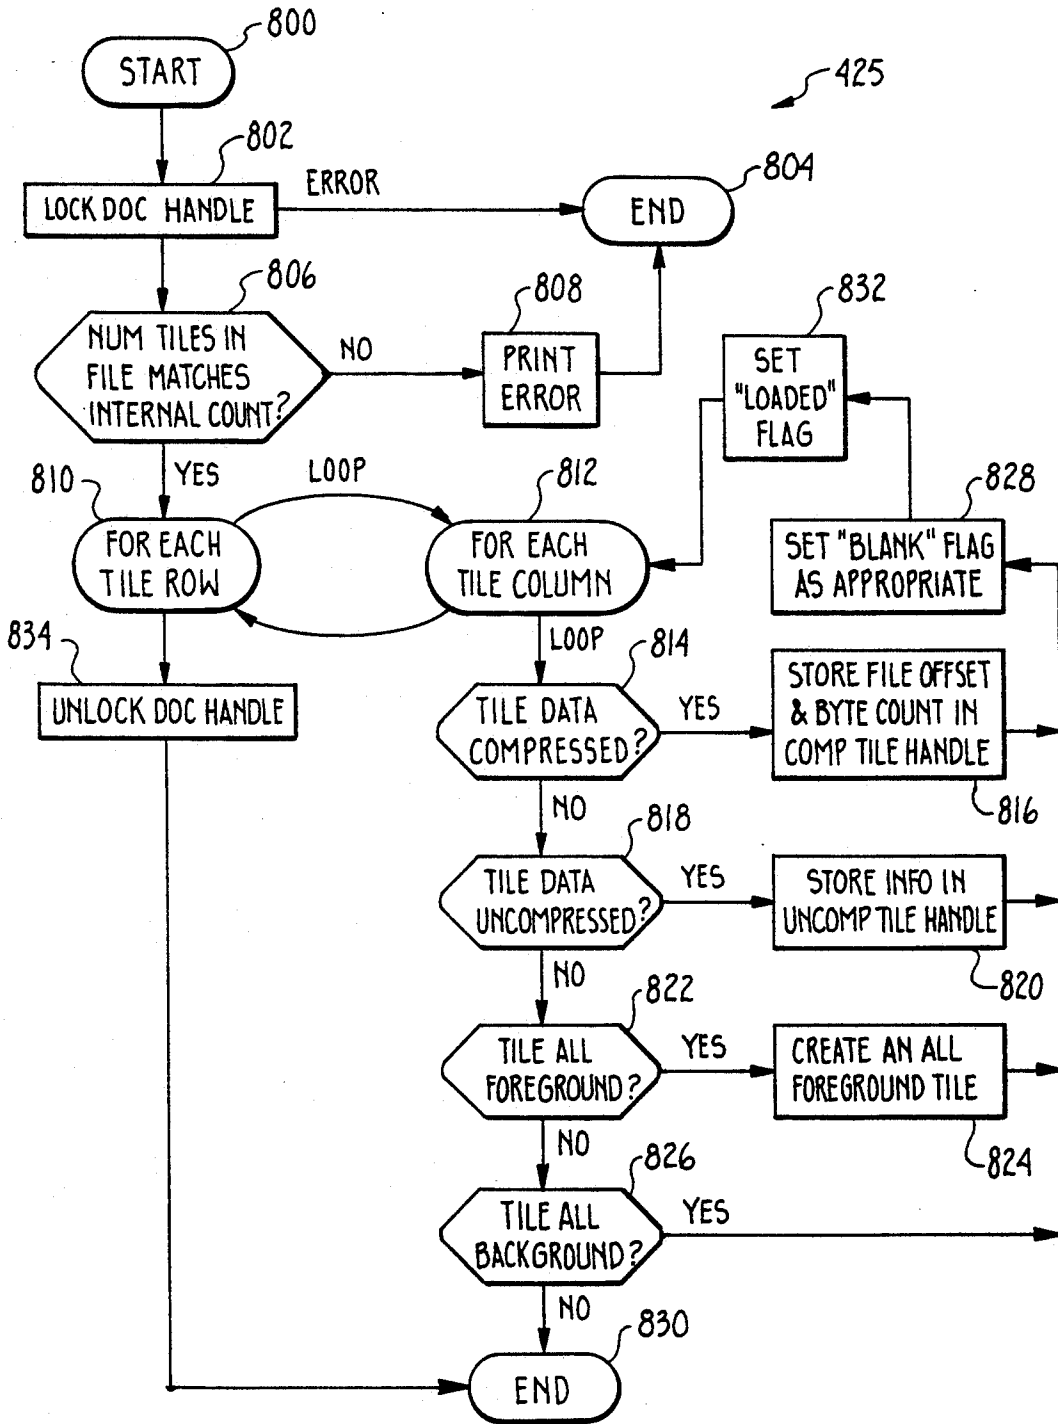 800
START
425
802
804
LOCK DOC HANDLE
ERROR
END
806
808
832
NUM TILES IN
FILE MATCHES
INTERNAL COUNT?
NO
PRINT
ERROR
SET
"LOADED"
FLAG
YES
LOOP
810
812
828
FOR EACH
TILE ROW
FOR EACH
TILE COLUMN
SET "BLANK" FLAG
AS APPROPRIATE
834
LOOP
814
UNLOCK DOC HANDLE
TILE DATA
COMPRESSED?
YES
STORE FILE OFFSET
& BYTE COUNT IN
COMP TILE HANDLE
816
NO
818
TILE DATA
UNCOMPRESSED?
YES
STORE INFO IN
UNCOMP TILE HANDLE
820
NO
822
TILE ALL
FOREGROUND?
YES
CREATE AN ALL
FOREGROUND TILE
824
NO
826
TILE ALL
BACKGROUND?
YES
NO
830
END